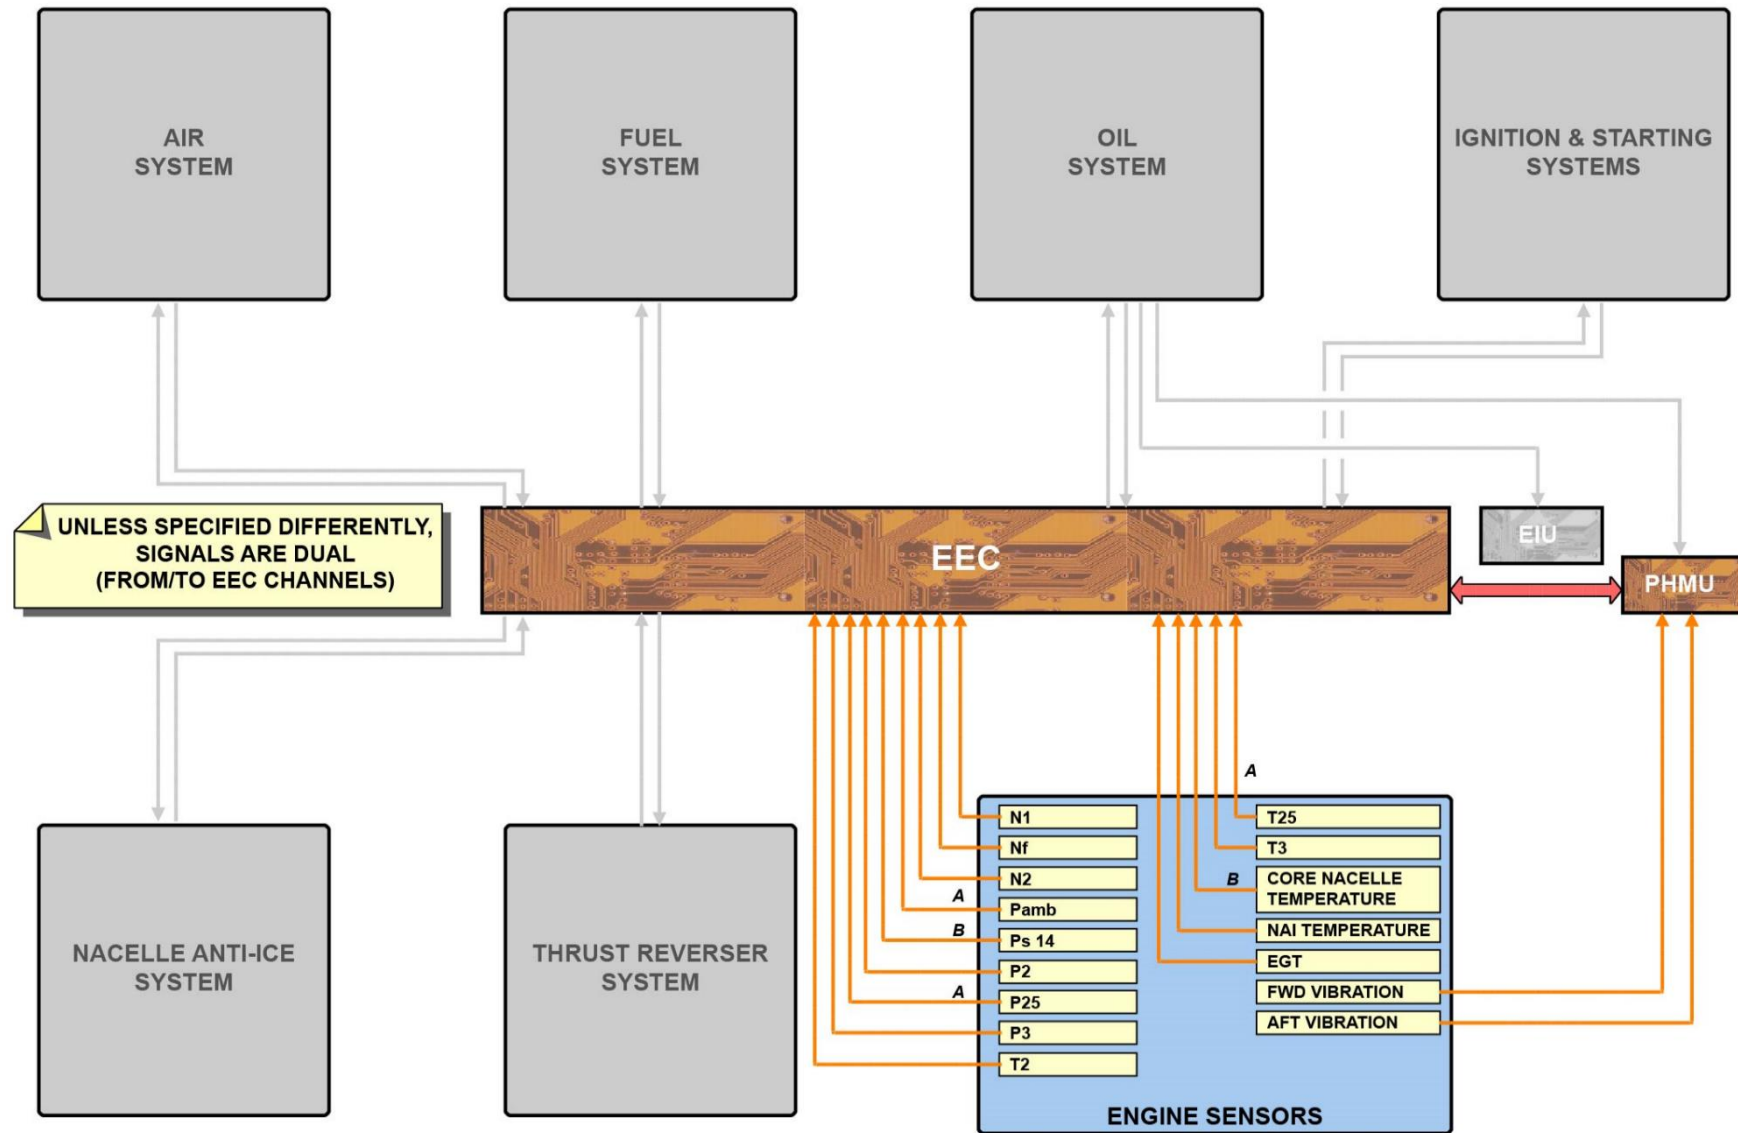 AIR
SYSTEM
FUEL
SYSTEM
OIL
SYSTEM
IGNITION & STARTING
SYSTEMS
UNLESS SPECIFIED DIFFERENTLY,
SIGNALS ARE DUAL
(FROM/TO EEC CHANNELS)
EEC
EIU
PHMU
NACELLE ANTI-ICE
SYSTEM
THRUST REVERSER
SYSTEM
N1
Nf
N2
A
Pamb
B
Ps 14
P2
A
P25
P3
T2
A
T25
T3
B
CORE NACELLE
TEMPERATURE
NAI TEMPERATURE
EGT
FWD VIBRATION
AFT VIBRATION
ENGINE SENSORS